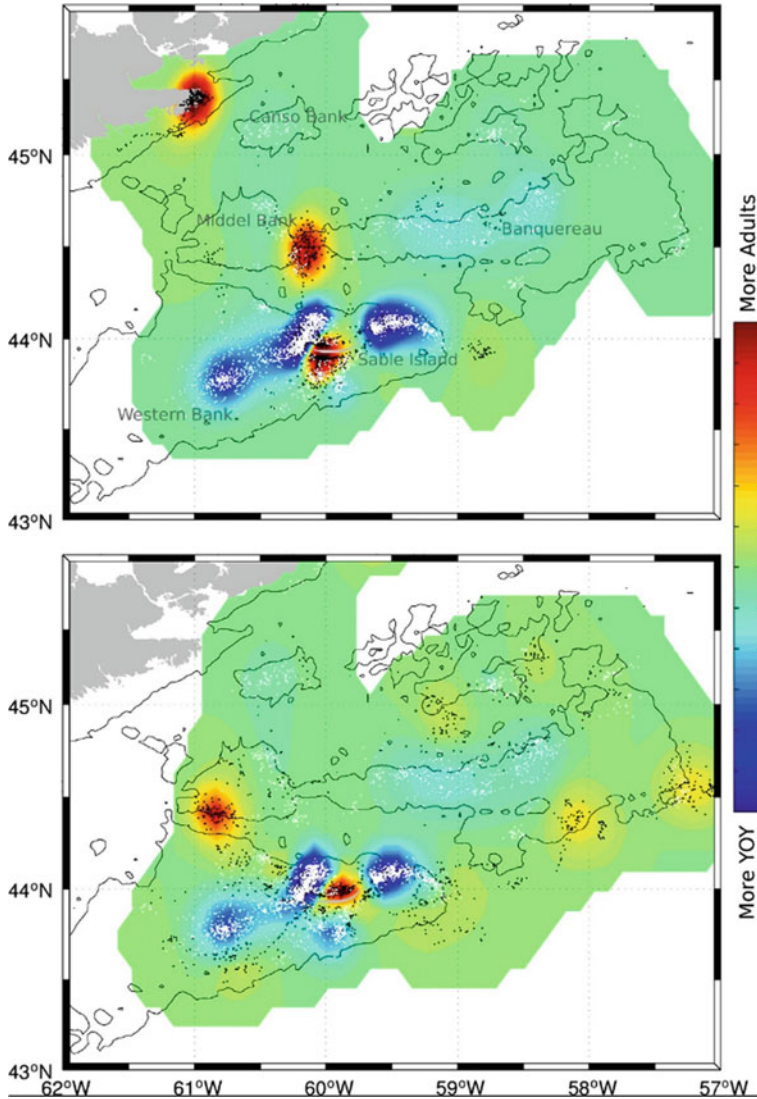 Canso Bank
45°N
Middel Bank
Banquereau
44°N
Sable Island
Western Bank
43°N
More Adults
More YOY
45°N
44°N
43°N
62°W 61°W 60°W 59°W 58°W 57°W